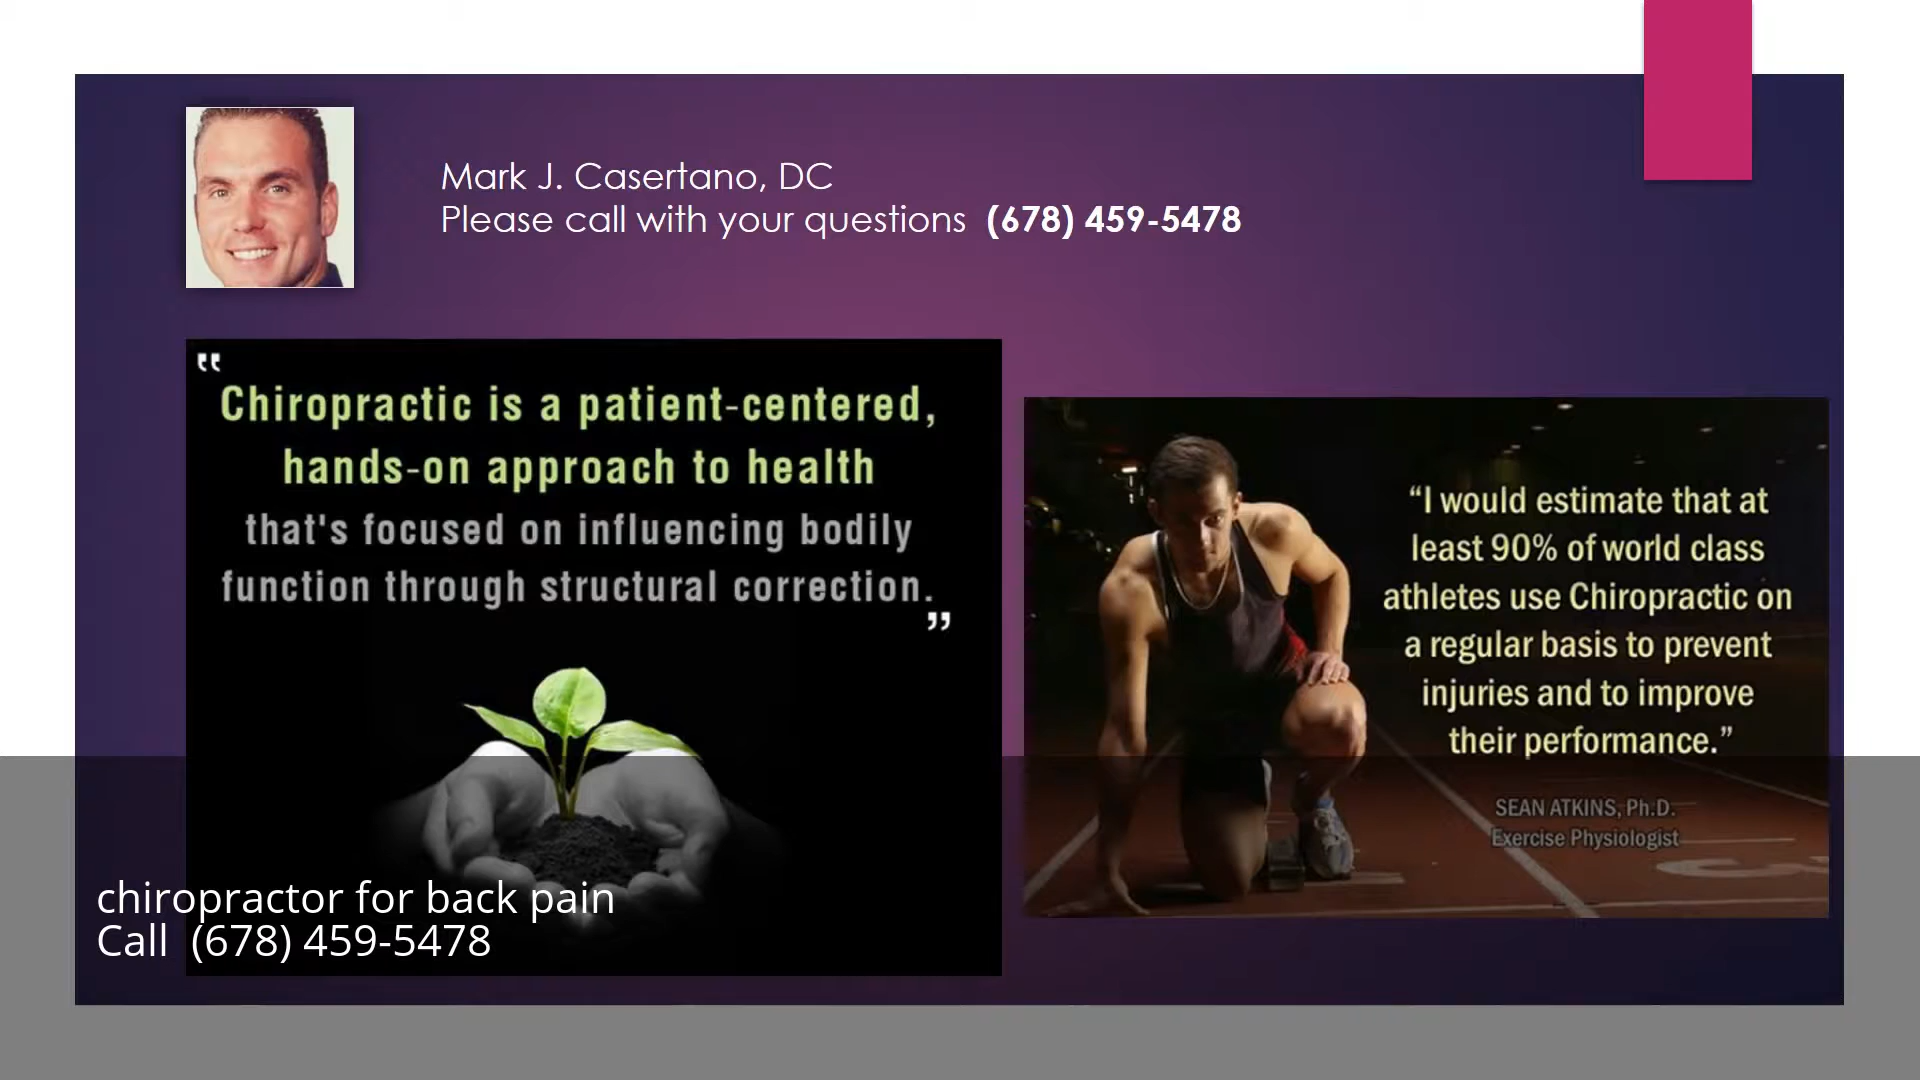 Mark J. Casertano, DC
Please call with your questions (678) 459-5478
"
Chiropractic is a patient-centered,
hands-on approach to health
that's focused on influencing bodily
function through structural correction.
"
“I would estimate that at
least 90% of world class
athletes use Chiropractic on
a regular basis to prevent
injuries and to improve
their performance.”
SEAN ATKINS, Ph.D.
Exercise Physiologist
chiropractor for back pain
Call (678) 459-5478